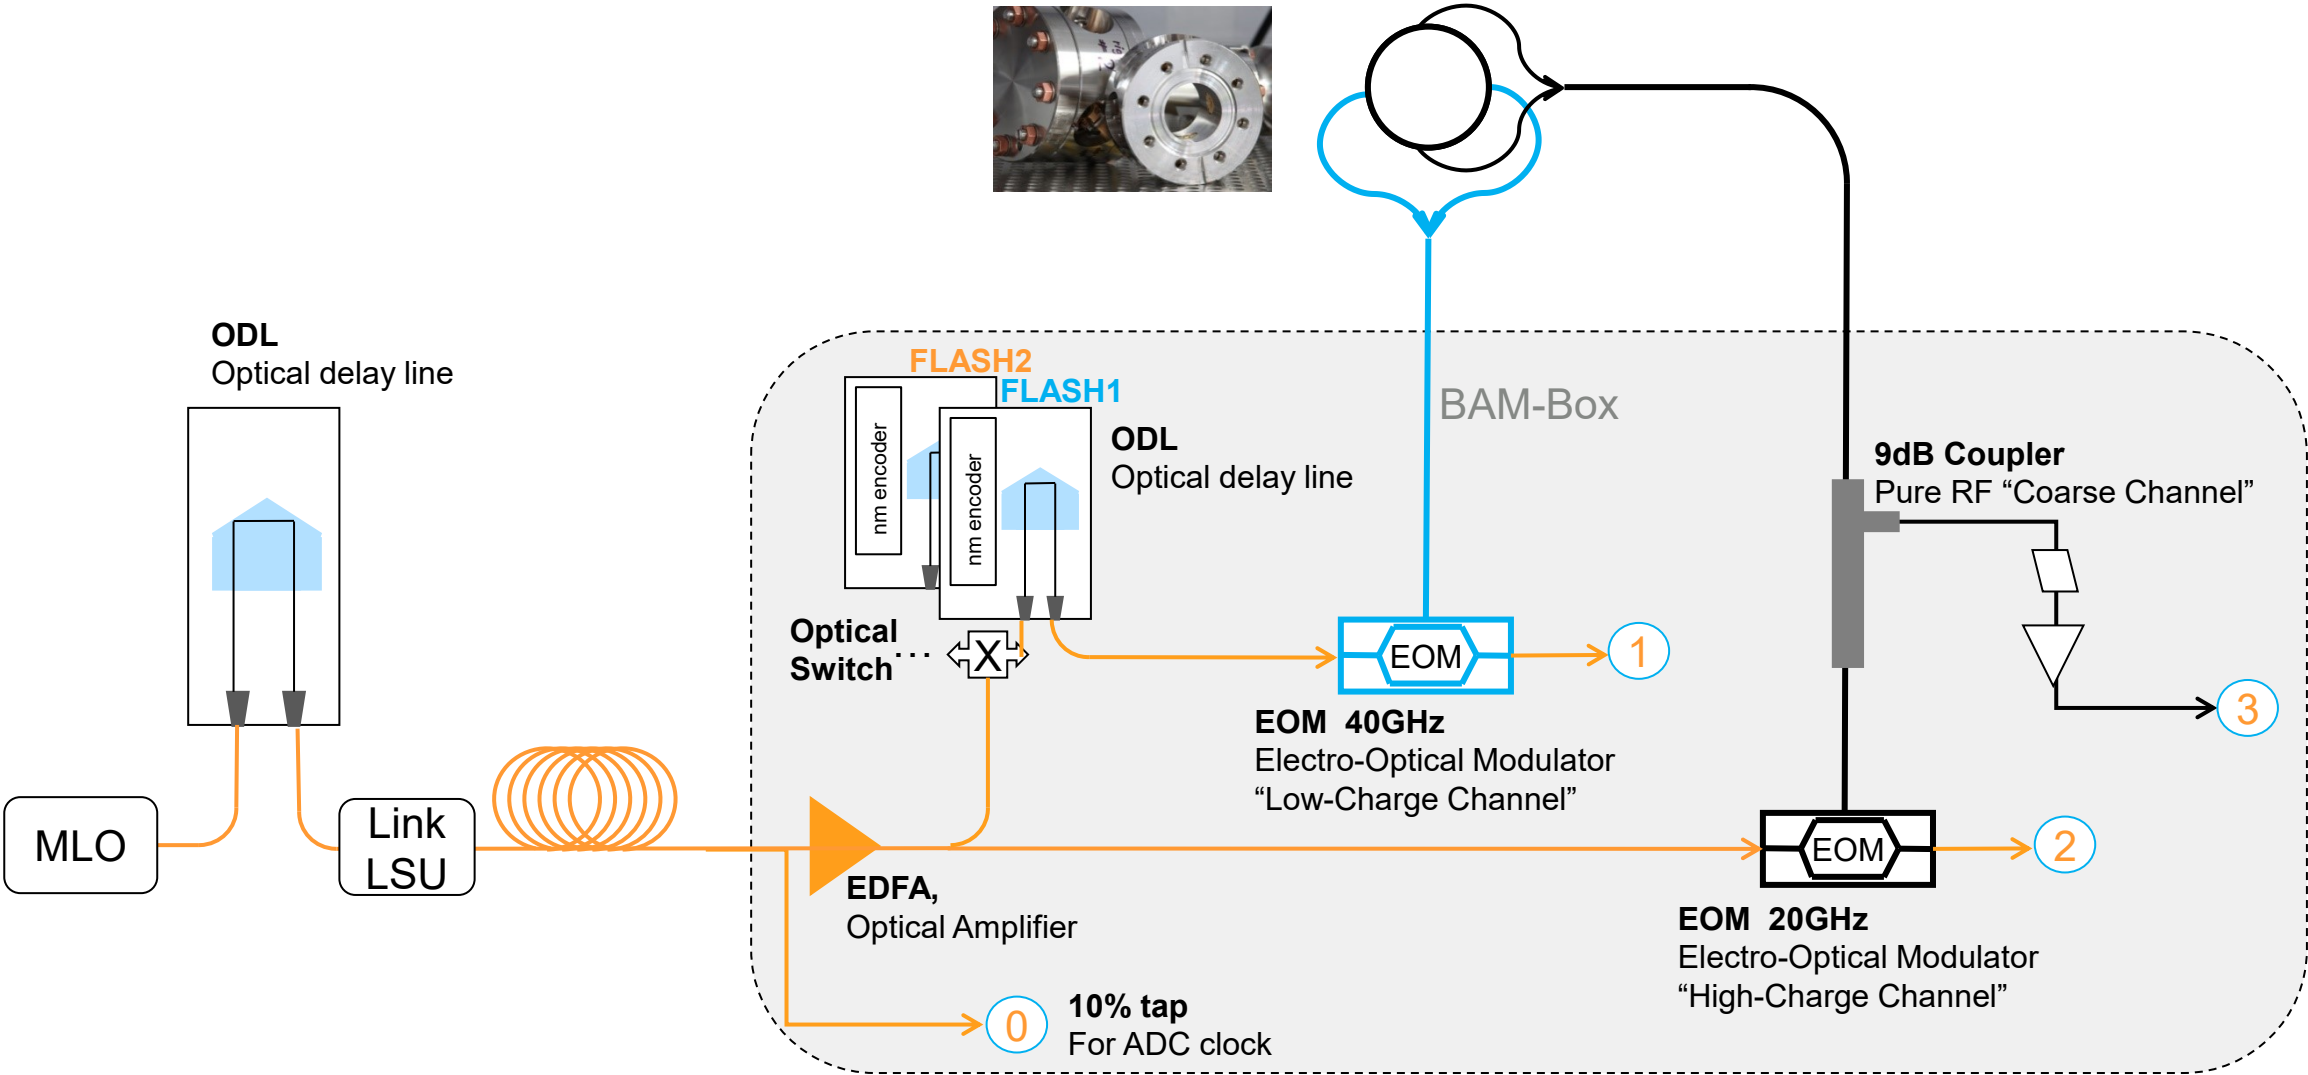 ODL
Optical delay line
FLASH2
FLASH1
nm encoder
nm encoder
ODL
Optical delay line
BAM-Box
9dB Coupler
Pure RF “Coarse Channel”
Optical
Switch
...
X
EOM
1
EOM 40GHz
Electro-Optical Modulator
“Low-Charge Channel”
3
MLO
Link
LSU
EDFA,
Optical Amplifier
EOM
2
EOM 20GHz
Electro-Optical Modulator
“High-Charge Channel”
0
10% tap
For ADC clock